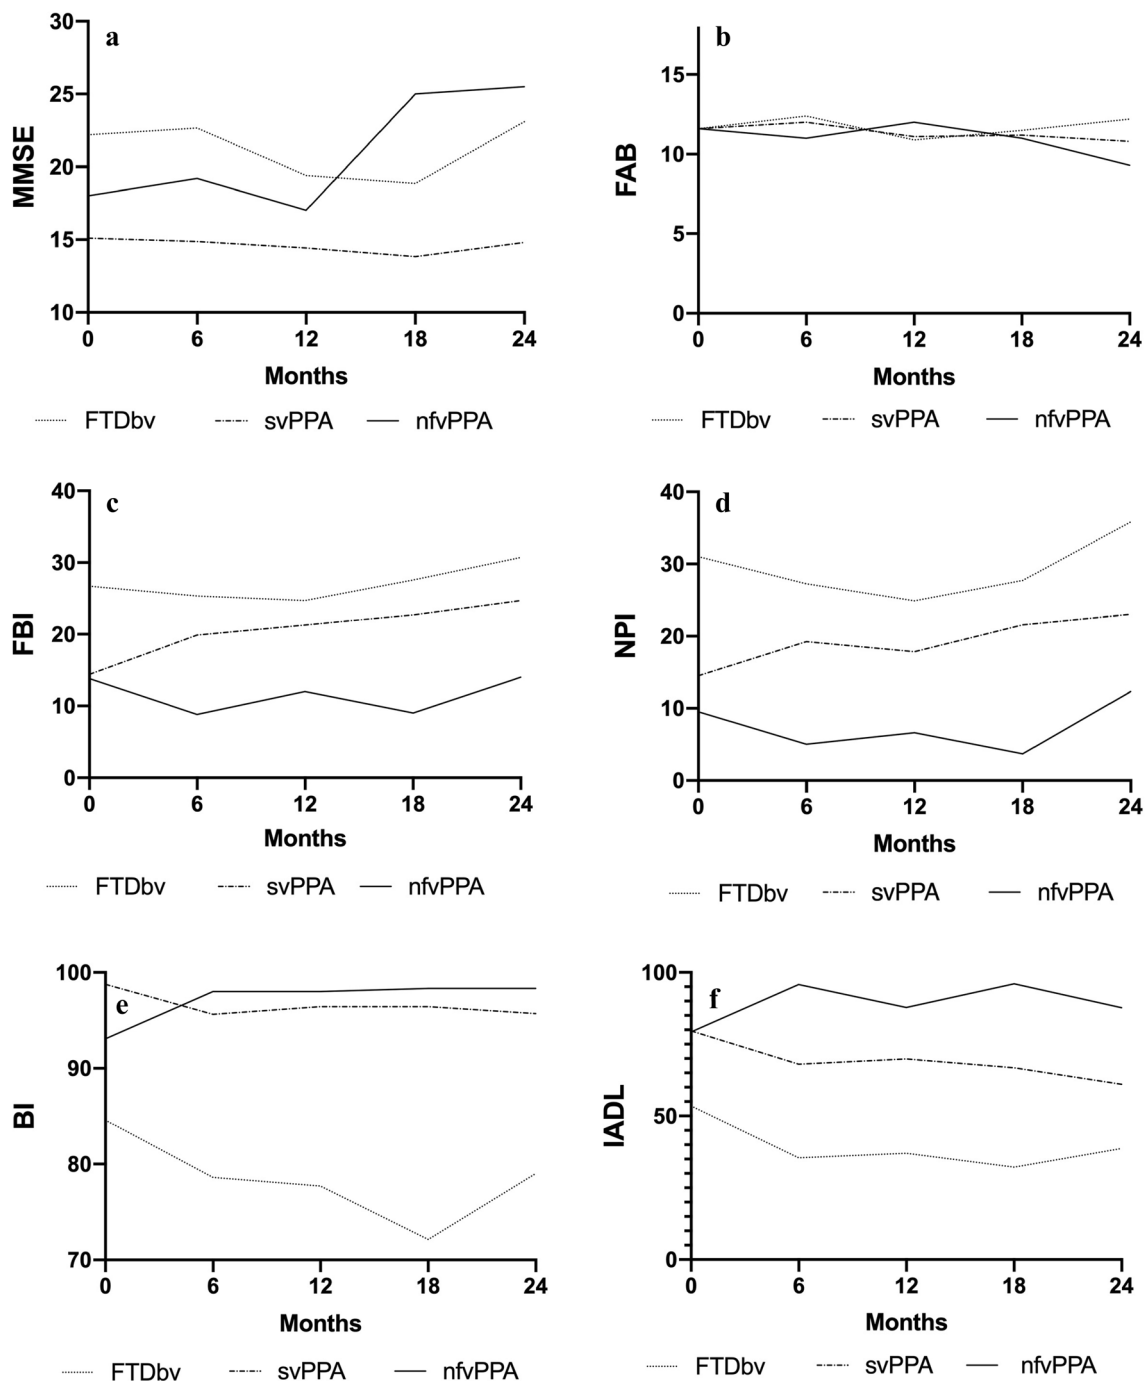 a
30
25
20
15
10
MMSE
0 6 12 18 24
Months
FTDbv svPPA nfvPPA
b
15
10
5
0
FAB
0 6 12 18 24
Months
FTDbv svPPA nfvPPA
c
40
30
20
10
0
FBI
0 6 12 18 24
Months
FTDbv svPPA nfvPPA
d
40
30
20
10
0
NPI
0 6 12 18 24
Months
FTDbv svPPA nfvPPA
e
100
90
80
70
BI
0 6 12 18 24
Months
FTDbv svPPA nfvPPA
f
100
50
0
IADL
0 6 12 18 24
Months
FTDbv svPPA nfvPPA